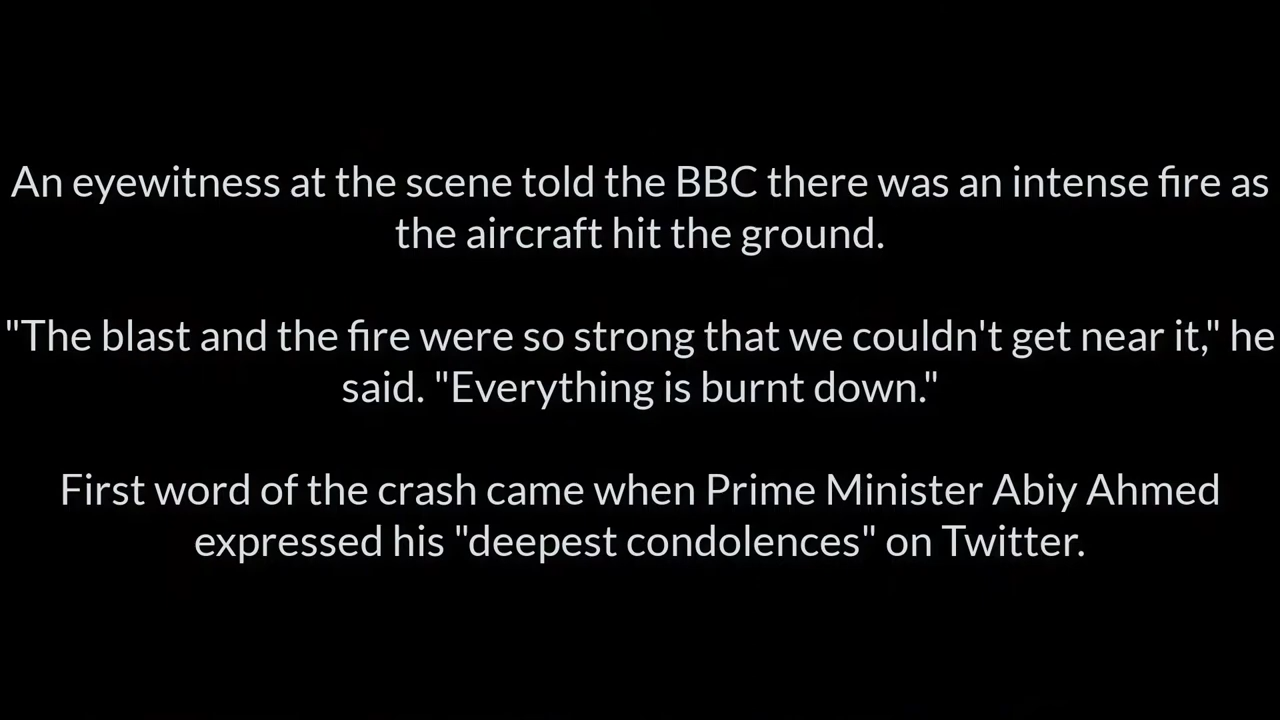 An eyewitness at the scene told the BBC there was an intense fire as
the aircraft hit the ground.
"The blast and the fire were so strong that we couldn't get near it," he
said. "Everything is burnt down."
First word of the crash came when Prime Minister Abiy Ahmed
expressed his "deepest condolences" on Twitter.